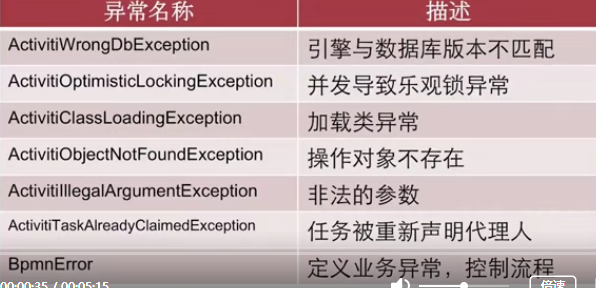 异常名称 描述
ActivitiWrongDbException 引擎与数据库版本不匹配
ActivitiOptimisticLockingException 并发导致乐观锁异常
ActivitiClassLoadingException 加载类异常
ActivitiObjectNotFoundException 操作对象不存在
ActivitiIllegalArgumentException 非法的参数
ActivitiTaskAlreadyClaimedException 任务被重新声明代理人
BpmnError 定义业务异常，控制流程
00:00:35 / 00:05:15 倍速